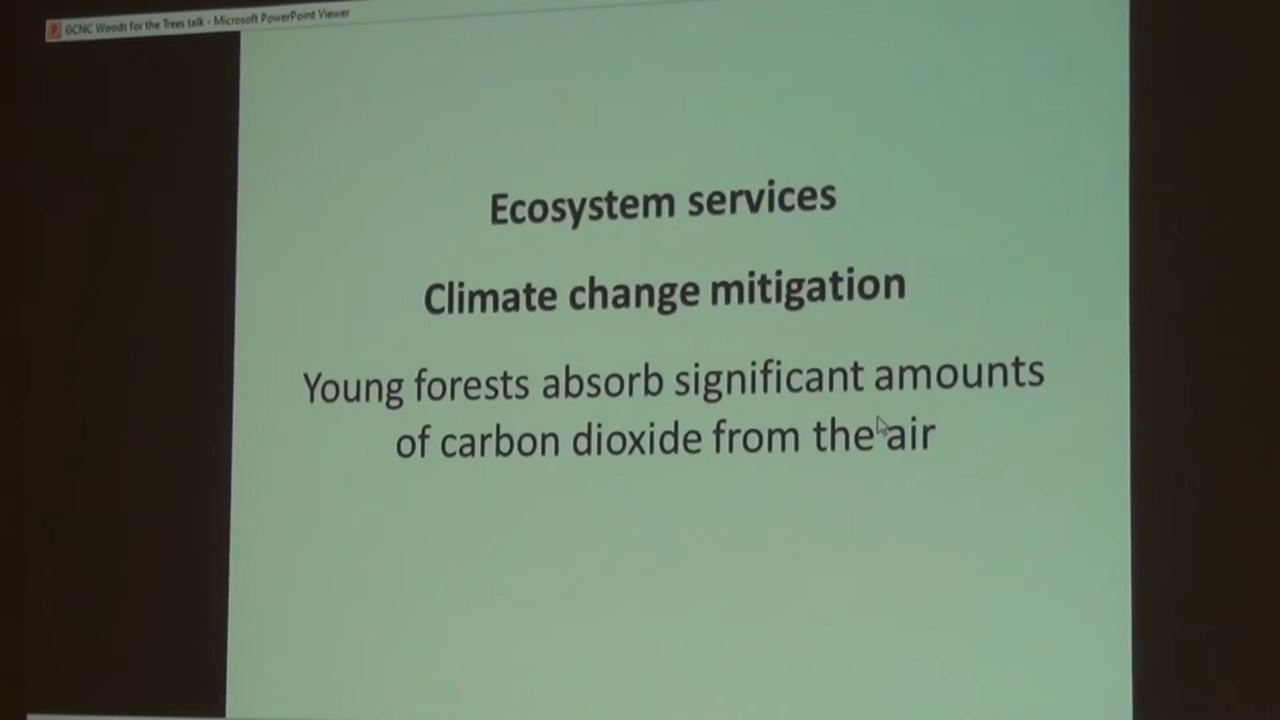 GCNC Woods for the Trees talk - Microsoft PowerPoint Viewer
Ecosystem services
Climate change mitigation
Young forests absorb significant amounts
of carbon dioxide from the air